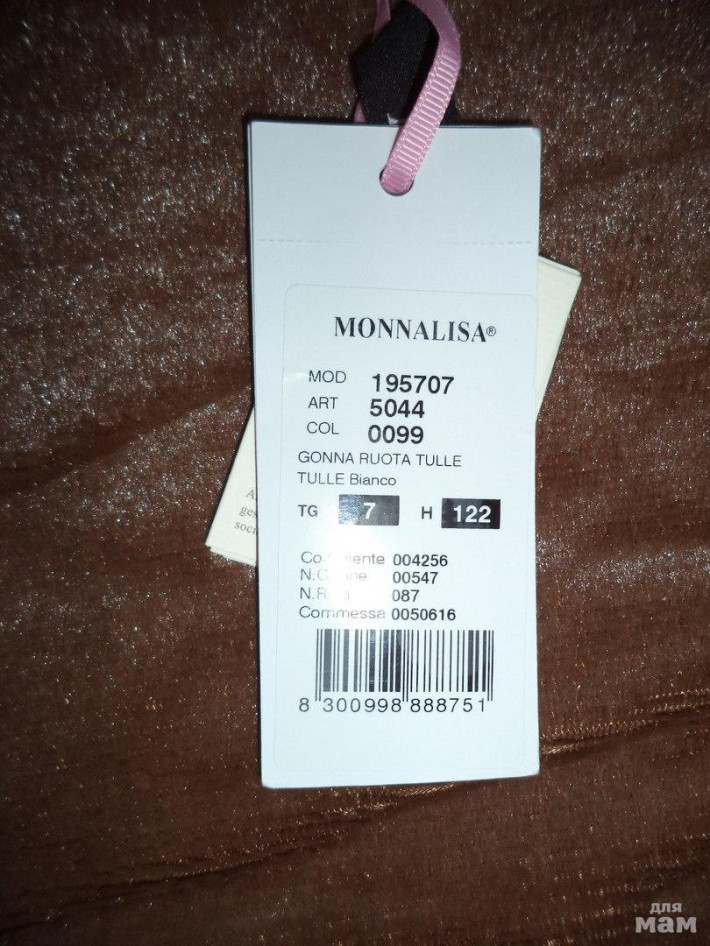 MONNALISA®
MOD 195707
ART 5044
COL 0099
GONNA RUOTA TULLE
TULLE Bianco
TG 7 H 122
004256
00547
087
Commessa 0050616
8 300998 888751
для
мам